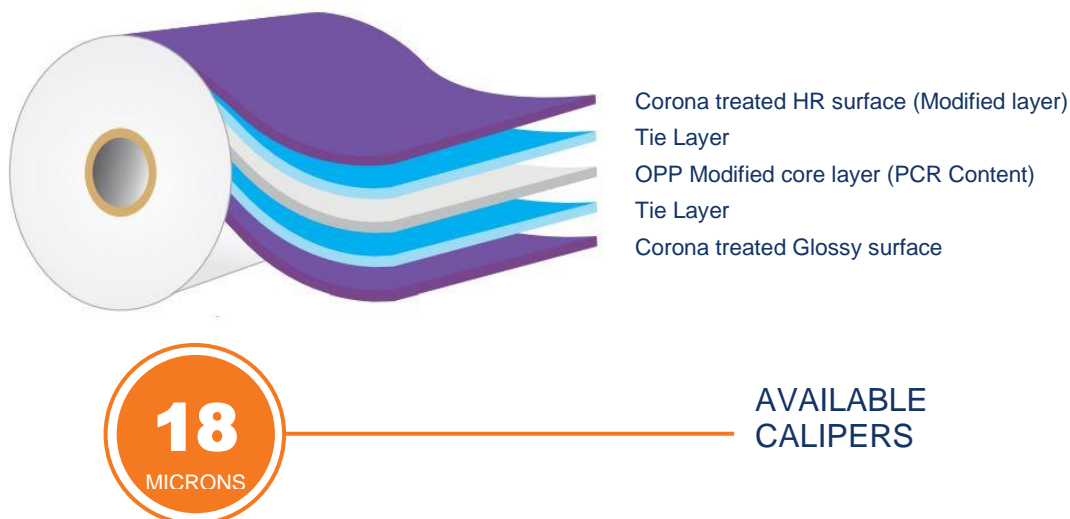 Corona treated HR surface (Modified layer)
Tie Layer
OPP Modified core layer (PCR Content)
Tie Layer
Corona treated Glossy surface
18
MICRONS
AVAILABLE
CALIPERS